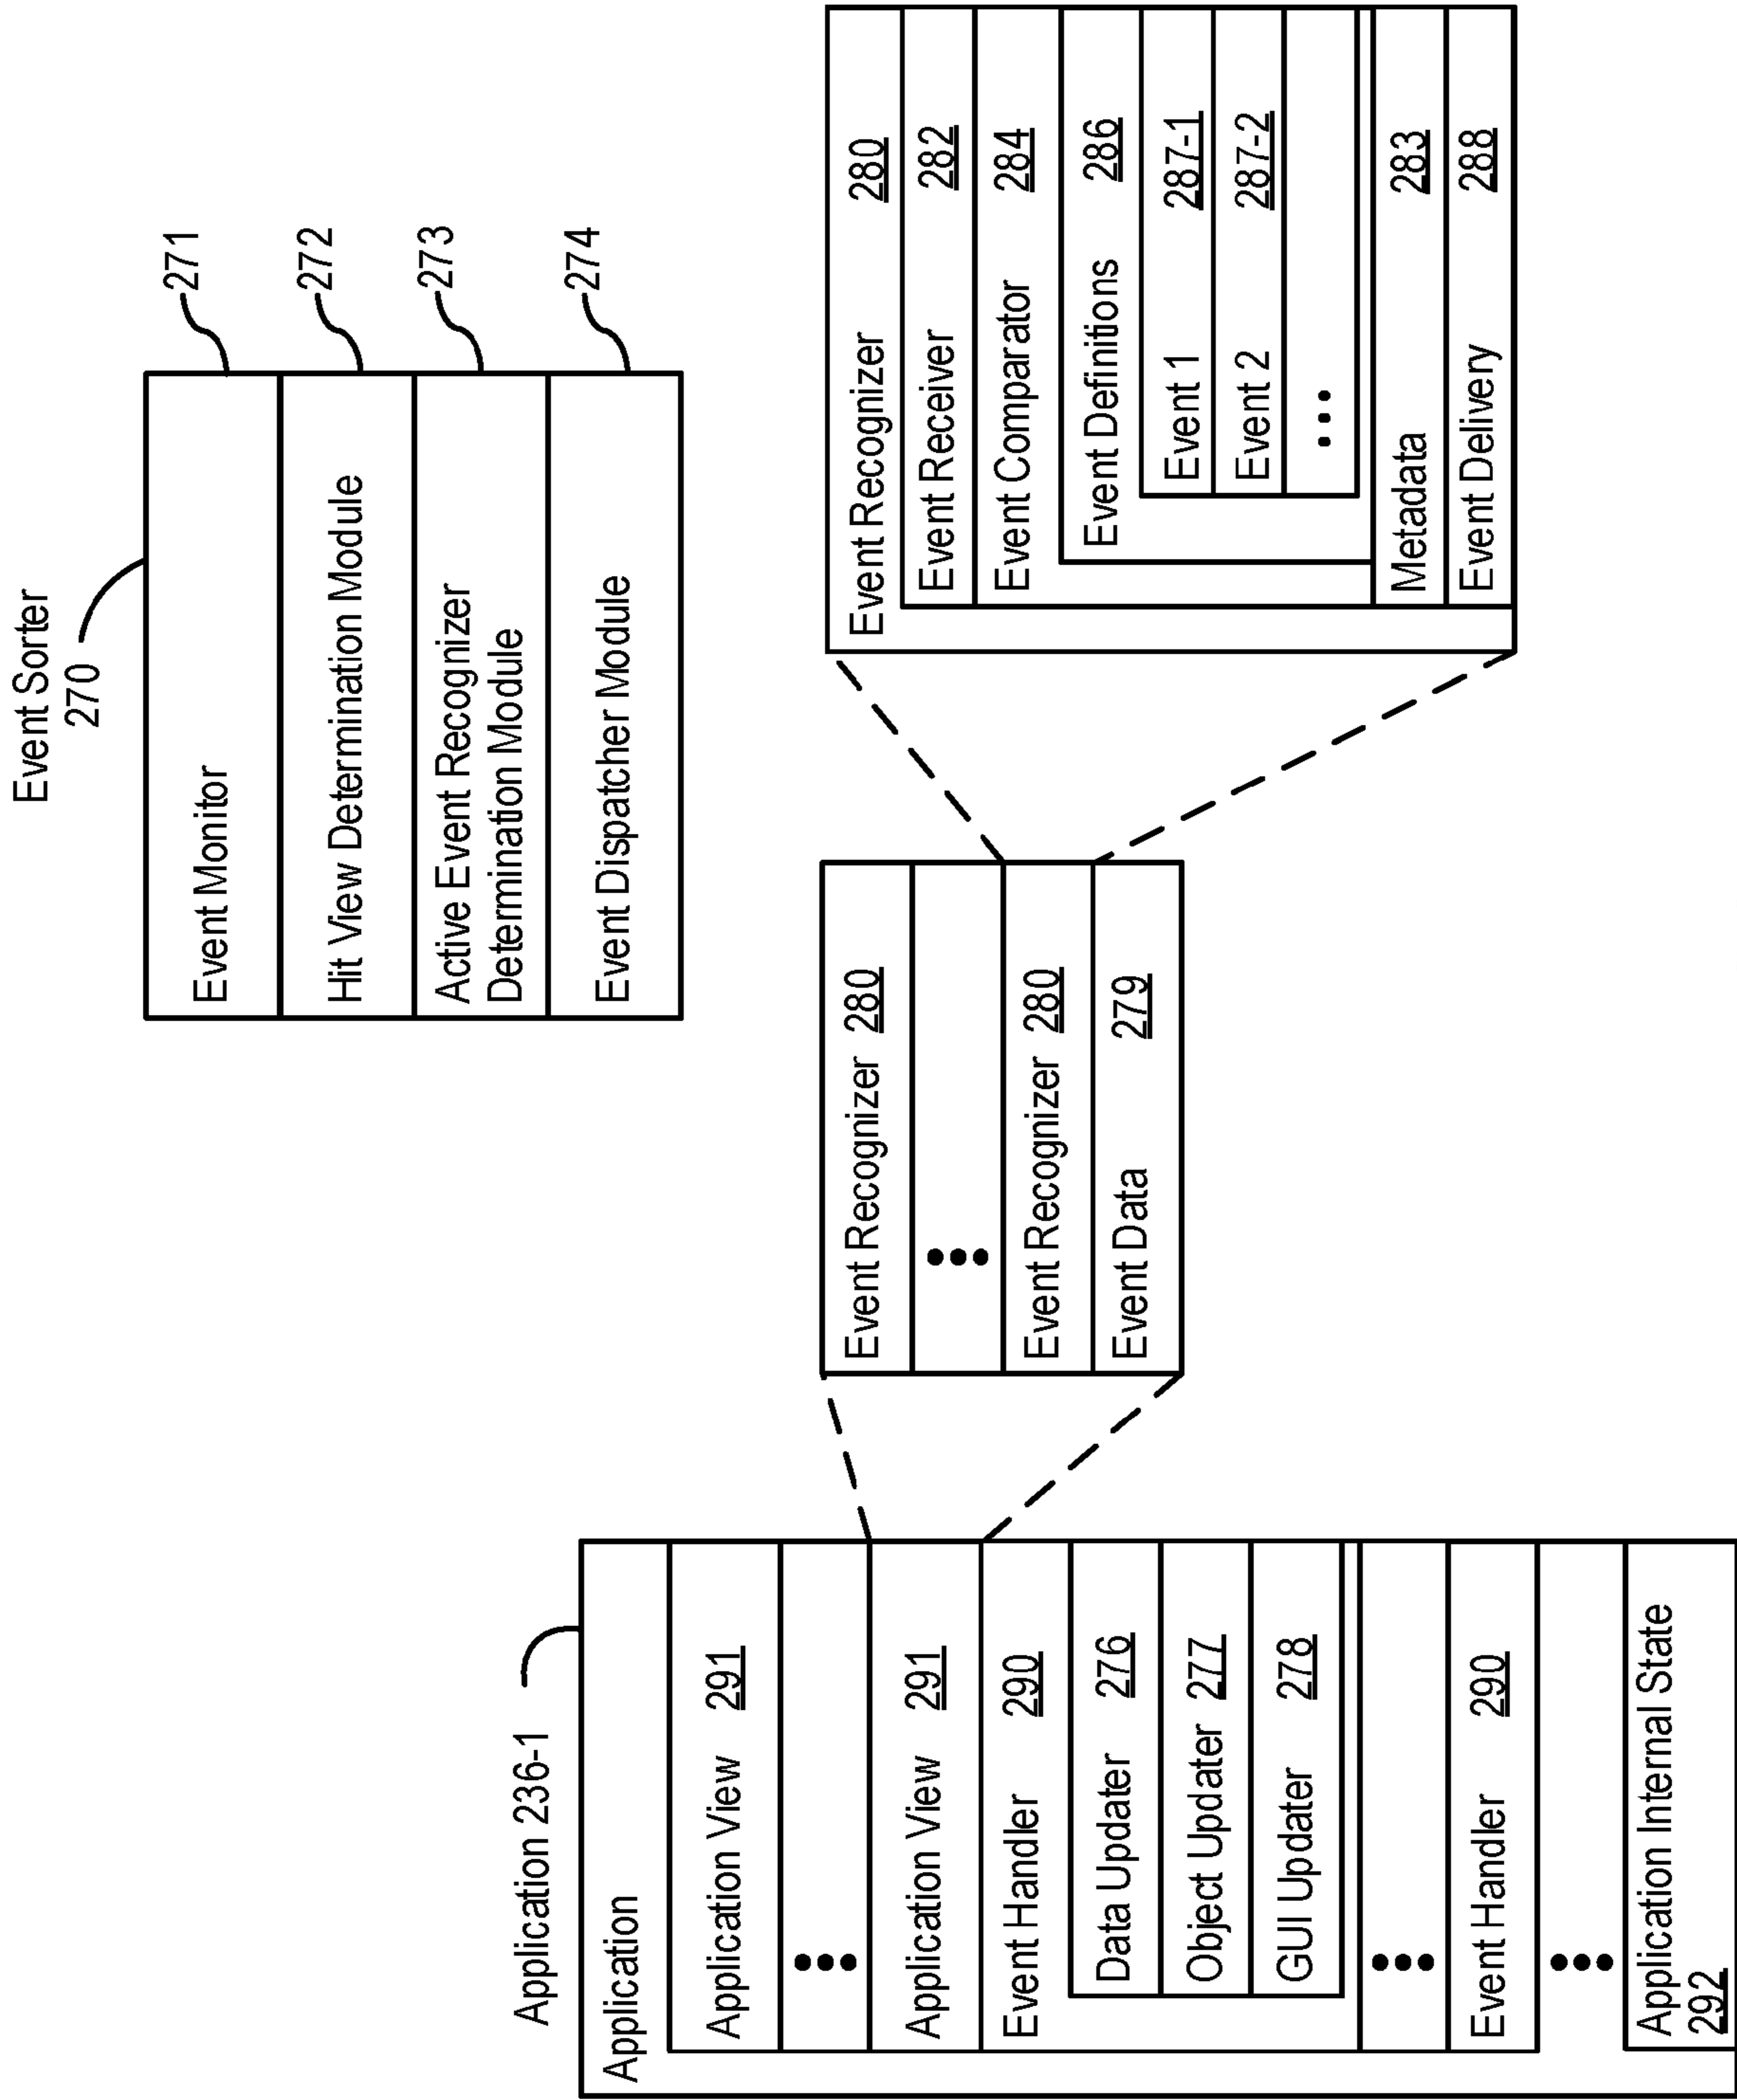 Event Sorter
270
Event Monitor
271
Hit View Determination Module
272
Active Event Recognizer
Determination Module
273
Event Dispatcher Module
274
Application 236-1
Application
Application View 291
•••
Application View 291
Event Handler 290
Data Updater 276
Object Updater 277
GUI Updater 278
•••
Event Handler 290
•••
Application Internal State
292
Event Recognizer 280
•••
Event Recognizer 280
Event Data 279
Event Recognizer 280
Event Receiver 282
Event Comparator 284
Event Definitions 286
Event 1 287-1
Event 2 287-2
•••
Metadata 283
Event Delivery 288